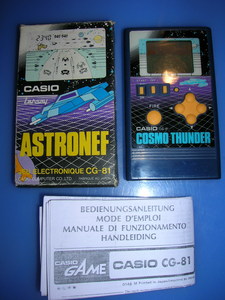 CASIO
ASTRONEF
ELECTRONIQUE CG-81
FIRE
CASIO
COSMO THUNDER
BEDIENUNGSANLEITUNG
MODE D'EMPLOI
MANUALE DI FUNZIONAMENTO
HANDLEIDING
CASIO GAME CASIO CG-81